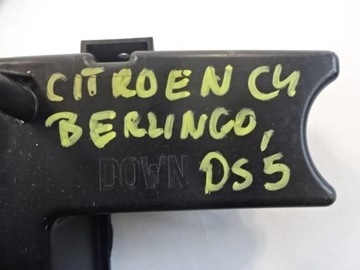 CITROEN C4
BERLINGO,
DOWN DS5